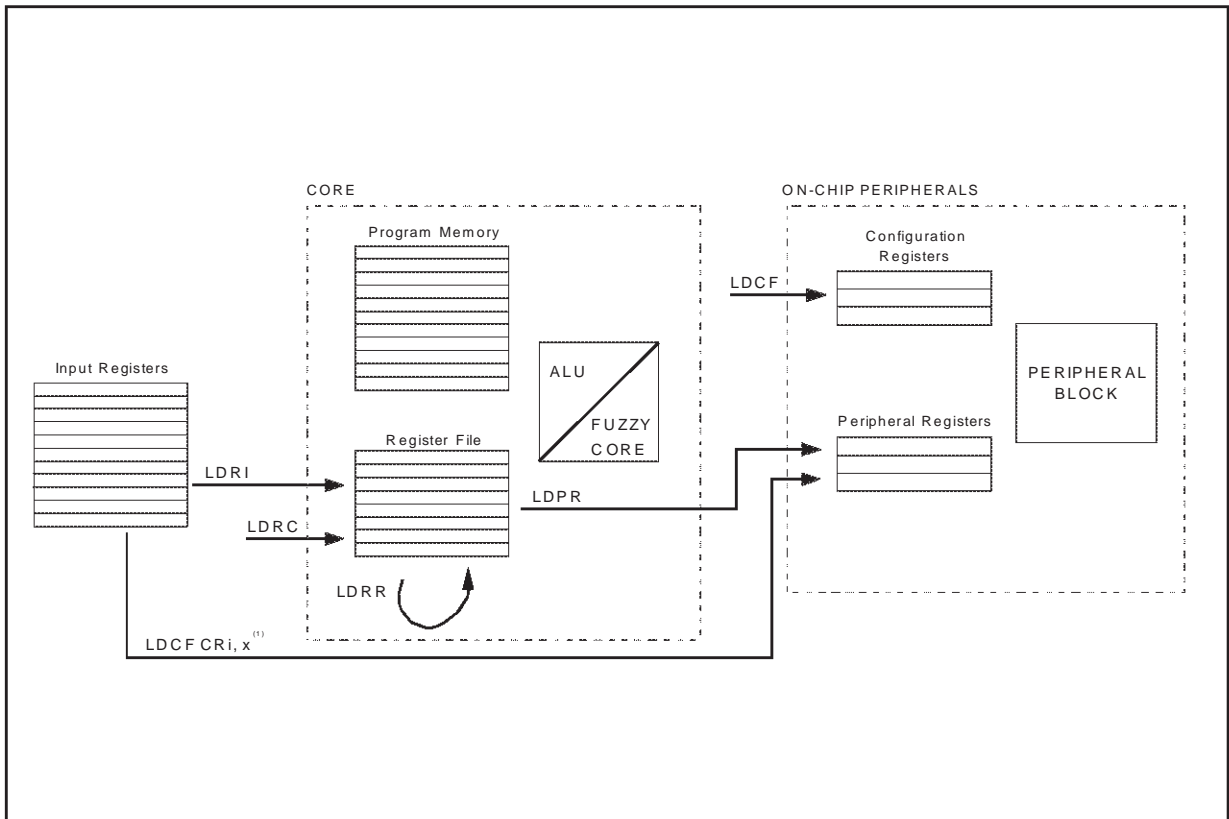 CORE
ON-CHIP PERIPHERALS
Program Memory
Configuration
Registers
LDCF
Input Registers
ALU
FUZZY
CORE
PERIPHERAL
BLOCK
Register File
Peripheral Registers
LDRI
LDPR
LDRC
LDRR
LDCF CRi, x (1)